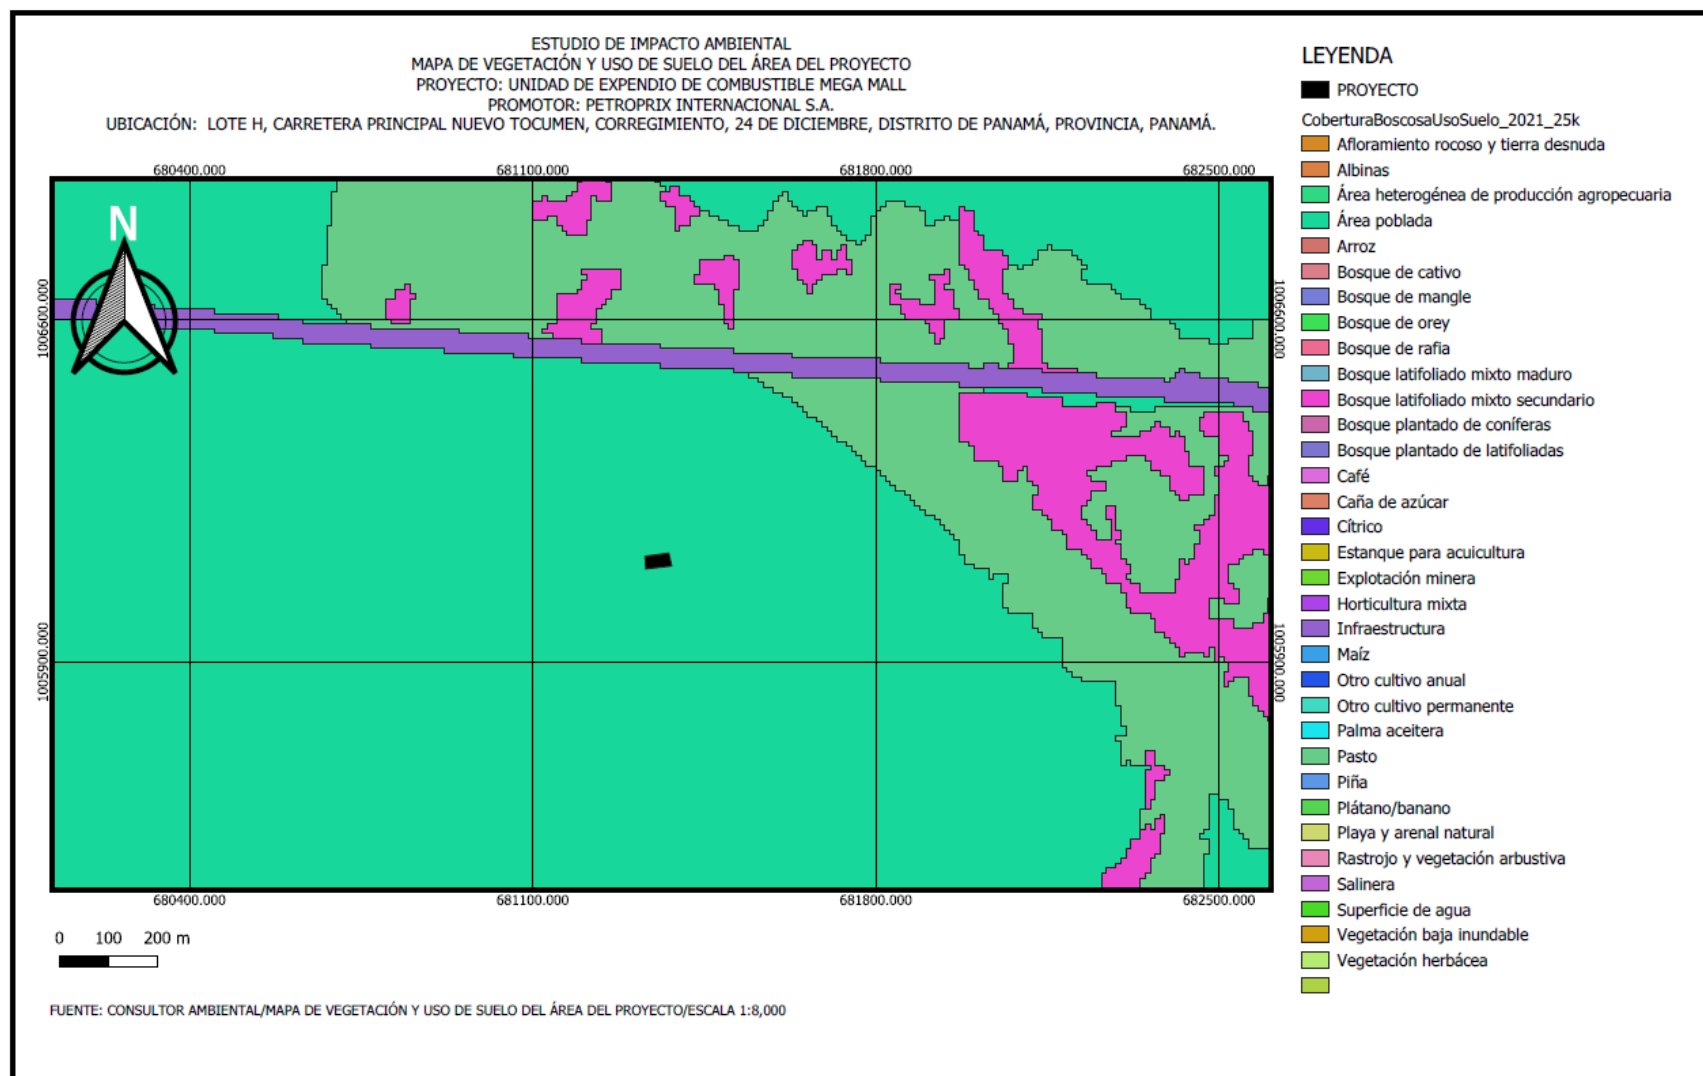 ESTUDIO DE IMPACTO AMBIENTAL
MAPA DE VEGETACIÓN Y USO DE SUELO DEL ÁREA DEL PROYECTO
PROYECTO: UNIDAD DE EXPENDIO DE COMBUSTIBLE MEGA MALL
PROMOTOR: PETROPRIX INTERNACIONAL S.A.
UBICACIÓN: LOTE H, CARRETERA PRINCIPAL NUEVO TOCUMEN, CORREGIMIENTO, 24 DE DICIEMBRE, DISTRITO DE PANAMÁ, PROVINCIA, PANAMÁ.
680400.000 681100.000 681800.000 682500.000
N
1006600.000 1006600.000
1005900.000 1005900.000
680400.000 681100.000 681800.000 682500.000
0 100 200 m
FUENTE: CONSULTOR AMBIENTAL/MAPA DE VEGETACIÓN Y USO DE SUELO DEL ÁREA DEL PROYECTO/ESCALA 1:8,000
LEYENDA
PROYECTO
CoberturaBoscosaUsoSuelo_2021_25k
Afloramiento rocoso y tierra desnuda
Albinas
Área heterogénea de producción agropecuaria
Área poblada
Arroz
Bosque de cativo
Bosque de mangle
Bosque de orey
Bosque de rafia
Bosque latifoliado mixto maduro
Bosque latifoliado mixto secundario
Bosque plantado de coníferas
Bosque plantado de latifoliadas
Café
Caña de azúcar
Cítrico
Estanque para acuicultura
Explotación minera
Horticultura mixta
Infraestructura
Maíz
Otro cultivo anual
Otro cultivo permanente
Palma aceitera
Pasto
Piña
Plátano/banano
Playa y arenal natural
Rastrojo y vegetación arbustiva
Salinera
Superficie de agua
Vegetación baja inundable
Vegetación herbácea